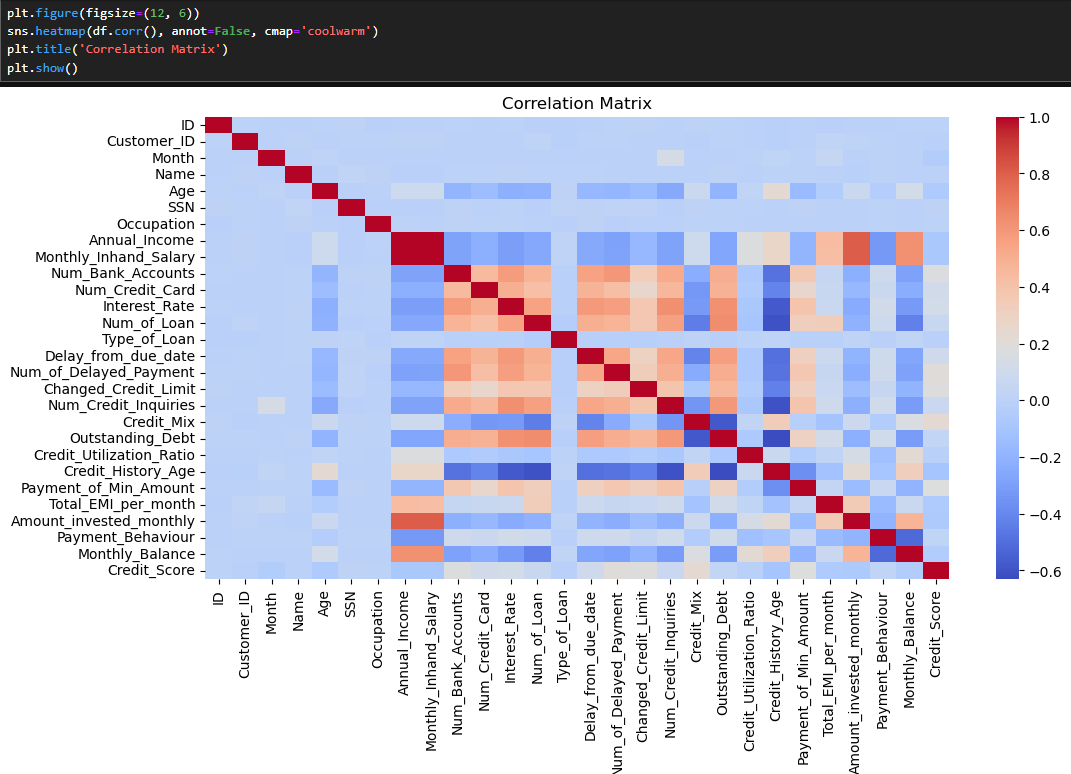 plt.figure(figsize=(12, 6))
sns.heatmap(df.corr(), annot=False, cmap='coolwarm')
plt.title('Correlation Matrix')
plt.show()
Correlation Matrix
ID
Customer_ID
Month
Name
Age
SSN
Occupation
Annual_Income
Monthly_Inhand_Salary
Num_Bank_Accounts
Num_Credit_Card
Interest_Rate
Num_of_Loan
Type_of_Loan
Delay_from_due_date
Num_of_Delayed_Payment
Changed_Credit_Limit
Num_Credit_Inquiries
Credit_Mix
Outstanding_Debt
Credit_Utilization_Ratio
Credit_History_Age
Payment_of_Min_Amount
Total_EMI_per_month
Amount_invested_monthly
Payment_Behaviour
Monthly_Balance
Credit_Score
ID
Customer_ID
Month
Name
Age
SSN
Occupation
Annual_Income
Monthly_Inhand_Salary
Num_Bank_Accounts
Num_Credit_Card
Interest_Rate
Num_of_Loan
Type_of_Loan
Delay_from_due_date
Num_of_Delayed_Payment
Changed_Credit_Limit
Num_Credit_Inquiries
Credit_Mix
Outstanding_Debt
Credit_Utilization_Ratio
Credit_History_Age
Payment_of_Min_Amount
Total_EMI_per_month
Amount_invested_monthly
Payment_Behaviour
Monthly_Balance
Credit_Score
1.0
0.8
0.6
0.4
0.2
0.0
−0.2
−0.4
−0.6